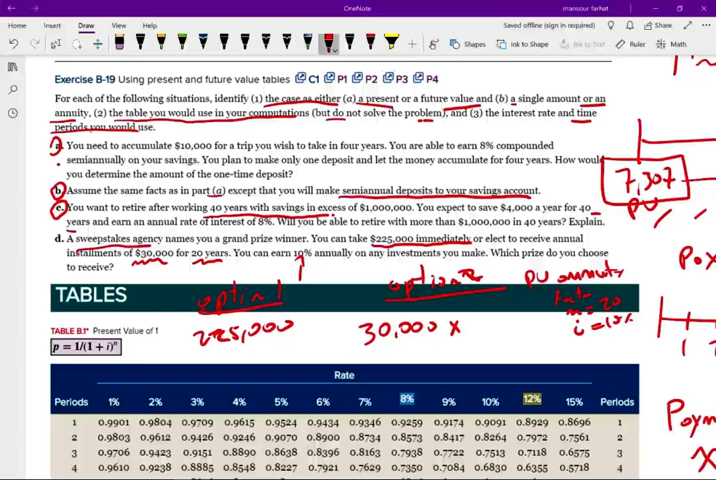 OneNote
mansour farhat
Home Insert Draw View Help
Saved offline (sign in required)
Share
Shapes Ink to Shape Ink to Text Ruler Math
Exercise B-19 Using present and future value tables C1 P1 P2 P3 P4
For each of the following situations, identify (1) the case as either (a) a present or a future value and (b) a single amount or an
annuity, (2) the table you would use in your computations (but do not solve the problem), and (3) the interest rate and time
periods you would use.
a. You need to accumulate $10,000 for a trip you wish to take in four years. You are able to earn 8% compounded
semiannually on your savings. You plan to make only one deposit and let the money accumulate for four years. How would
you determine the amount of the one-time deposit?
b. Assume the same facts as in part (a) except that you will make semiannual deposits to your savings account.
c. You want to retire after working 40 years with savings in excess of $1,000,000. You expect to save $4,000 a year for 40
years and earn an annual rate of interest of 8%. Will you be able to retire with more than $1,000,000 in 40 years? Explain.
d. A sweepstakes agency names you a grand prize winner. You can take $225,000 immediately or elect to receive annual
installments of $30,000 for 20 years. You can earn 10% annually on any investments you make. Which prize do you choose
to receive?
7,307
PV
TABLES
option 1
225,000
30,000 x
PV annuity
n = 20
i = 10%
TABLE B.1* Present Value of 1
p = 1/(1 + i)ⁿ
Rate
Periods 1% 2% 3% 4% 5% 6% 7% 8% 9% 10% 12% 15% Periods
1 0.9901 0.9804 0.9709 0.9615 0.9524 0.9434 0.9346 0.9259 0.9174 0.9091 0.8929 0.8696 1
2 0.9803 0.9612 0.9426 0.9246 0.9070 0.8900 0.8734 0.8573 0.8417 0.8264 0.7972 0.7561 2
3 0.9706 0.9423 0.9151 0.8890 0.8638 0.8396 0.8163 0.7938 0.7722 0.7513 0.7118 0.6575 3
4 0.9610 0.9238 0.8885 0.8548 0.8227 0.7921 0.7629 0.7350 0.7084 0.6830 0.6355 0.5718 4